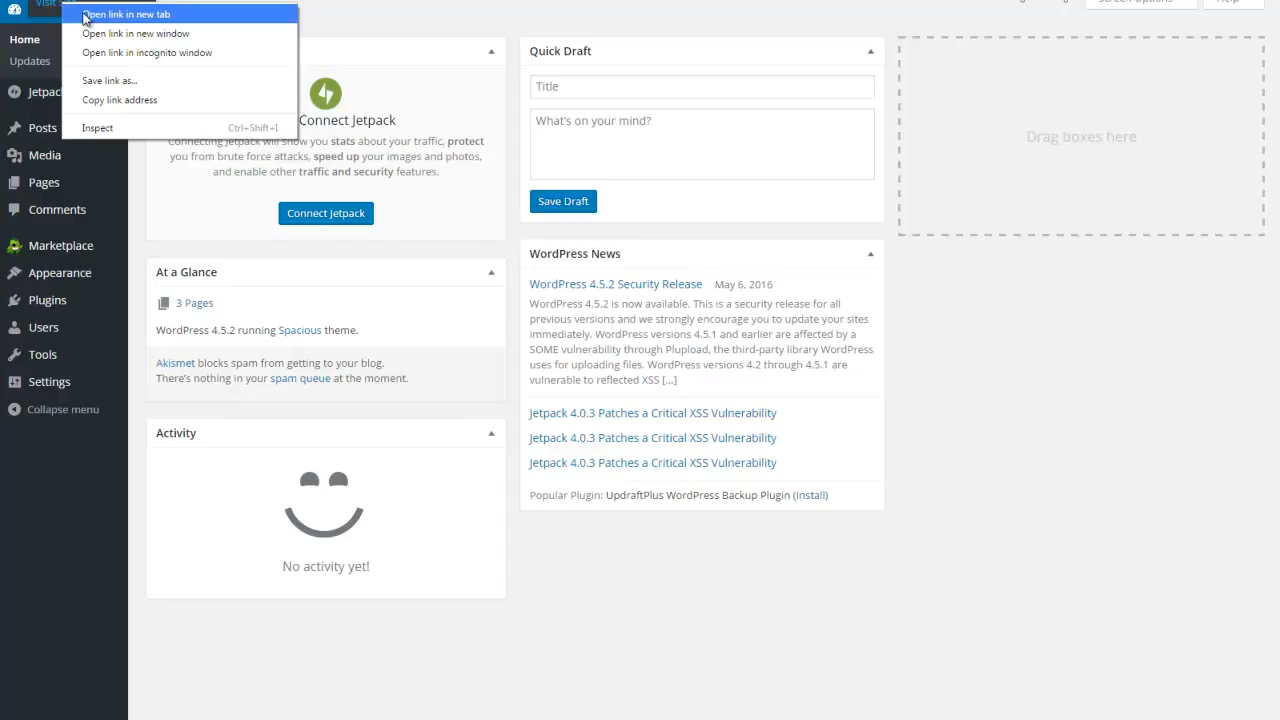 Open link in new tab
Open link in new window
Open link in incognito window
Save link as...
Copy link address
Inspect Ctrl+Shift+I
Home
Updates
Posts
Media
Pages
Comments
Marketplace
Appearance
Plugins
Users
Tools
Settings
Collapse menu
Connect Jetpack
Connecting Jetpack will show you stats about your traffic, protect
you from brute force attacks, speed up your images and photos,
and enable other traffic and security features.
Connect Jetpack
At a Glance
3 Pages
WordPress 4.5.2 running Spacious theme.
Akismet blocks spam from getting to your blog.
There's nothing in your spam queue at the moment.
Activity
No activity yet!
Quick Draft
Title
What's on your mind?
Save Draft
WordPress News
WordPress 4.5.2 Security Release May 6, 2016
WordPress 4.5.2 is now available. This is a security release for all
previous versions and we strongly encourage you to update your sites
immediately. WordPress versions 4.5.1 and earlier are affected by a
SOME vulnerability through Plupload, the third-party library WordPress
uses for uploading files. WordPress versions 4.2 through 4.5.1 are
vulnerable to reflected XSS [...]
Jetpack 4.0.3 Patches a Critical XSS Vulnerability
Jetpack 4.0.3 Patches a Critical XSS Vulnerability
Jetpack 4.0.3 Patches a Critical XSS Vulnerability
Popular Plugin: UpdraftPlus WordPress Backup Plugin (Install)
Drag boxes here